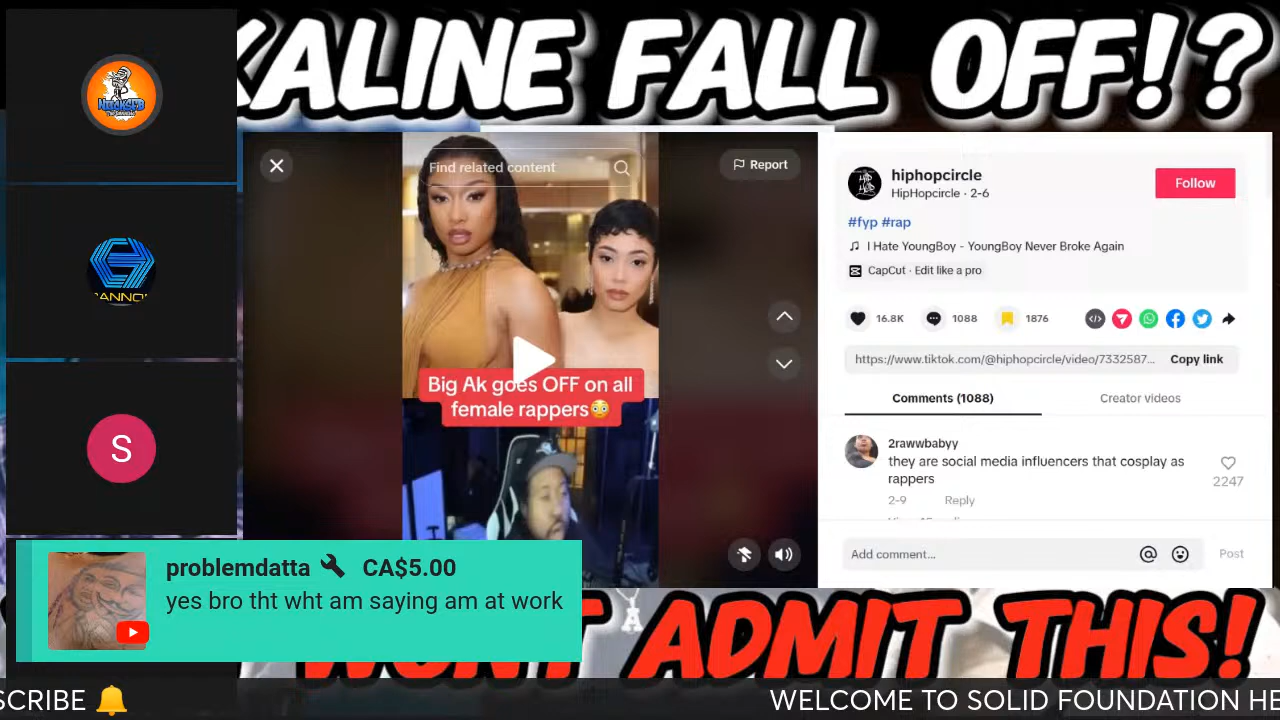 KALINE FALL OFF!?
Find related content
Report
hiphopcircle
HipHopcircle · 2-6
Follow
#fyp #rap
I Hate YoungBoy - YoungBoy Never Broke Again
CapCut · Edit like a pro
16.8K
1088
1876
https://www.tiktok.com/@hiphopcircle/video/7332587...
Copy link
Comments (1088)
Creator videos
Big Ak goes OFF on all
female rappers😳
2rawwbabyy
they are social media influencers that cosplay as
rappers
2247
2-9 Reply
Add comment...
Post
S
problemdatta 🔧 CA$5.00
yes bro tht wht am saying am at work
ADMIT THIS!
SCRIBE 🔔
WELCOME TO SOLID FOUNDATION HE